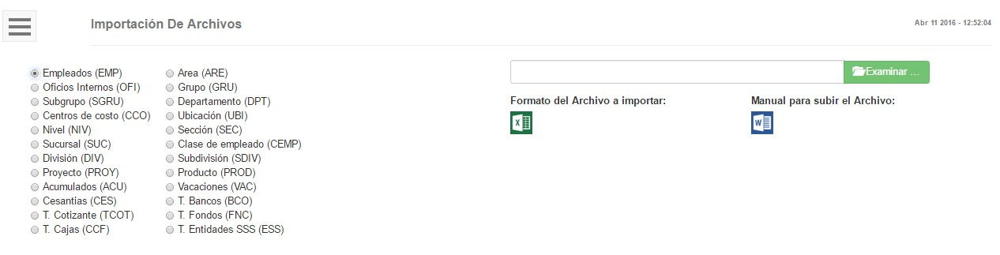 Importación De Archivos
Abr 11 2016 - 12:52:04
Empleados (EMP) Area (ARE)
Oficios Internos (OFI) Grupo (GRU)
Subgrupo (SGRU) Departamento (DPT)
Centros de costo (CCO) Ubicación (UBI)
Nivel (NIV) Sección (SEC)
Sucursal (SUC) Clase de empleado (CEMP)
División (DIV) Subdivisión (SDIV)
Proyecto (PROY) Producto (PROD)
Acumulados (ACU) Vacaciones (VAC)
Cesantias (CES) T. Bancos (BCO)
T. Cotizante (TCOT) T. Fondos (FNC)
T. Cajas (CCF) T. Entidades SSS (ESS)
Examinar ...
Formato del Archivo a importar: Manual para subir el Archivo:
X W